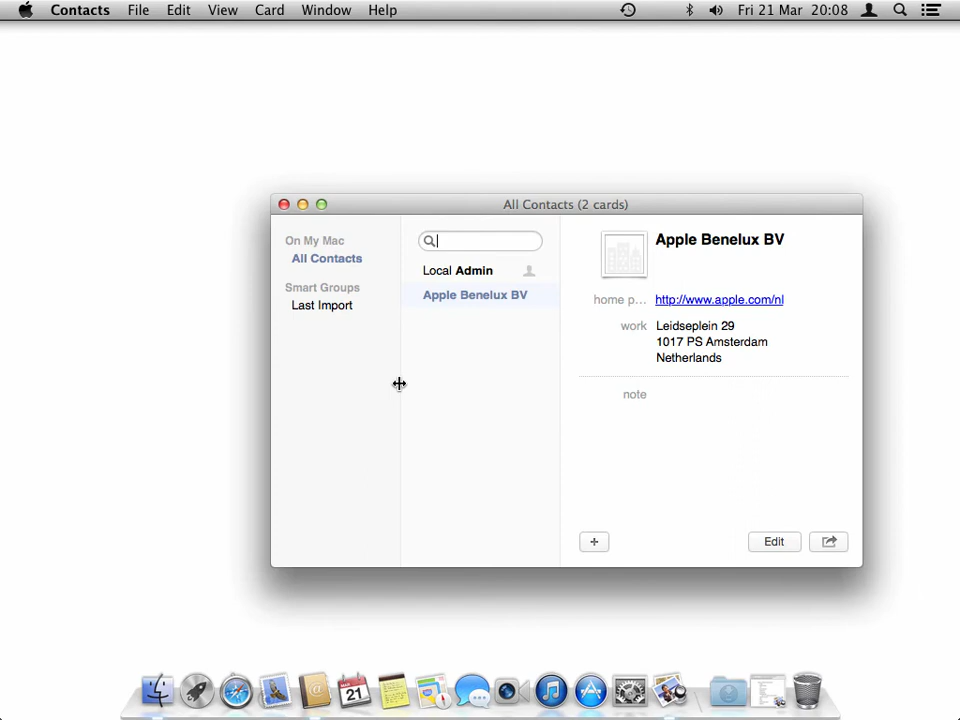 Contacts File Edit View Card Window Help Fri 21 Mar 20:08
All Contacts (2 cards)
On My Mac
All Contacts
Smart Groups
Last Import
Local Admin
Apple Benelux BV
Apple Benelux BV
home p... http://www.apple.com/nl
work Leidseplein 29
1017 PS Amsterdam
Netherlands
note
+ Edit
21